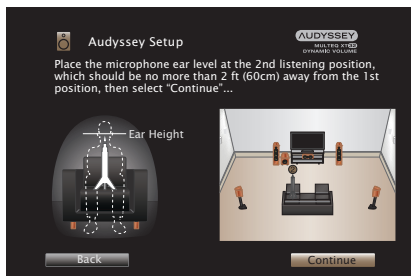 AUDYSSEY
Audyssey Setup
MULTEQ XT32
DYNAMIC VOLUME
Place the microphone ear level at the 2nd listening position,
which should be no more than 2 ft (60cm) away from the 1st
position, then select “Continue”...
Ear Height
Back
Continue